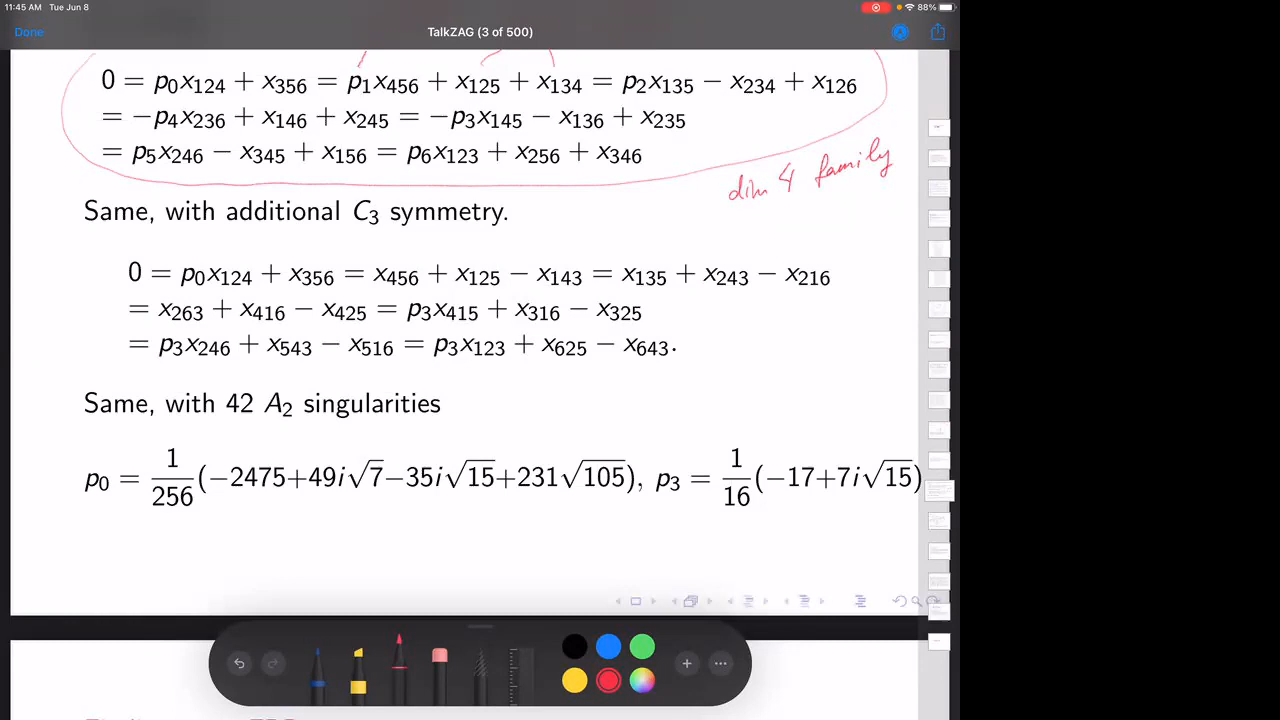 11:45 AM Tue Jun 8
88%
Done
TalkZAG (3 of 500)
0 = p₀x₁₂₄ + x₃₅₆ = p₁x₄₅₆ + x₁₂₅ + x₁₃₄ = p₂x₁₃₅ − x₂₃₄ + x₁₂₆
= −p₄x₂₃₆ + x₁₄₆ + x₂₄₅ = −p₃x₁₄₅ − x₁₃₆ + x₂₃₅
= p₅x₂₄₆ − x₃₄₅ + x₁₅₆ = p₆x₁₂₃ + x₂₅₆ + x₃₄₆
dim 4 family
Same, with additional C₃ symmetry.
0 = p₀x₁₂₄ + x₃₅₆ = x₄₅₆ + x₁₂₅ − x₁₄₃ = x₁₃₅ + x₂₄₃ − x₂₁₆
= x₂₆₃ + x₄₁₆ − x₄₂₅ = p₃x₄₁₅ + x₃₁₆ − x₃₂₅
= p₃x₂₄₆ + x₅₄₃ − x₅₁₆ = p₃x₁₂₃ + x₆₂₅ − x₆₄₃.
Same, with 42 A₂ singularities
p₀ = 1/256(−2475+49i√7−35i√15+231√105), p₃ = 1/16(−17+7i√15)